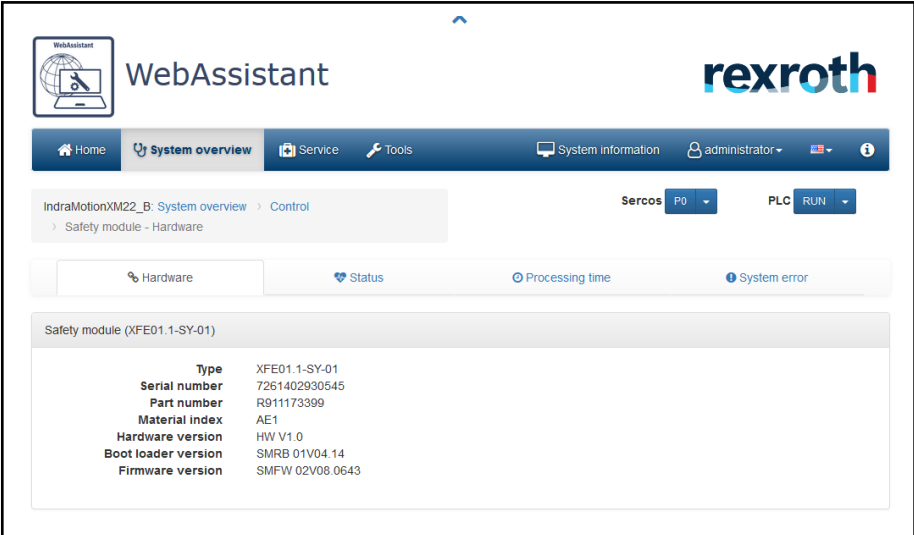 WebAssistant
WebAssistant
rexroth
Home System overview Service Tools System information administrator
IndraMotionXM22_B: System overview > Control
> Safety module - Hardware
Sercos P0 PLC RUN
Hardware Status Processing time System error
Safety module (XFE01.1-SY-01)
Type XFE01.1-SY-01
Serial number 7261402930545
Part number R911173399
Material index AE1
Hardware version HW V1.0
Boot loader version SMRB 01V04.14
Firmware version SMFW 02V08.0643